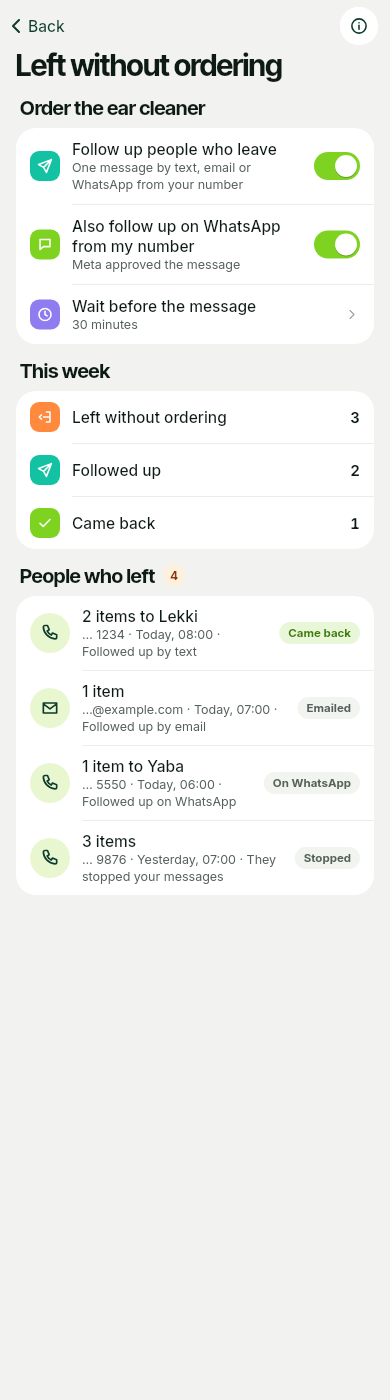 Back
Left without ordering
Order the ear cleaner
Follow up people who leave
One message by text, email or
WhatsApp from your number
Also follow up on WhatsApp
from my number
Meta approved the message
Wait before the message
30 minutes
This week
Left without ordering 3
Followed up 2
Came back 1
People who left 4
2 items to Lekki
... 1234 · Today, 08:00 ·
Followed up by text
Came back
1 item
...@example.com · Today, 07:00 ·
Followed up by email
Emailed
1 item to Yaba
... 5550 · Today, 06:00 ·
Followed up on WhatsApp
On WhatsApp
3 items
... 9876 · Yesterday, 07:00 · They
stopped your messages
Stopped